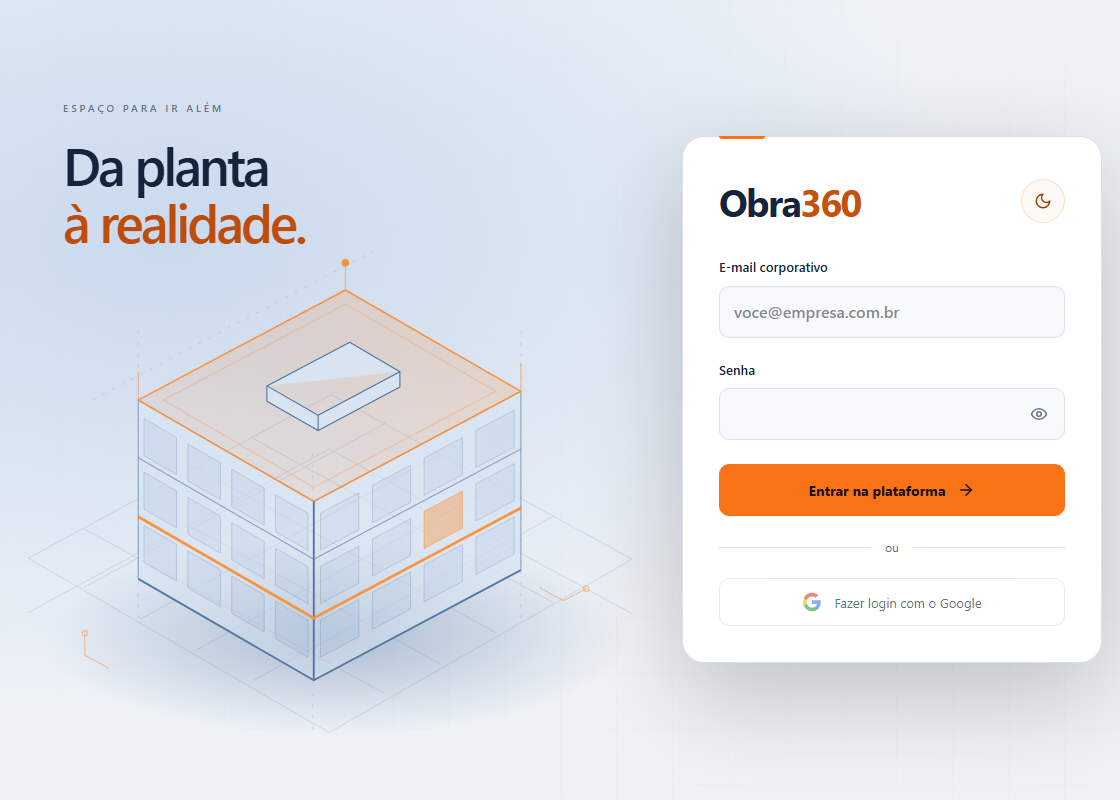 ESPAÇO PARA IR ALÉM
Da planta
à realidade.
Obra360
E-mail corporativo
voce@empresa.com.br
Senha
Entrar na plataforma
ou
Fazer login com o Google